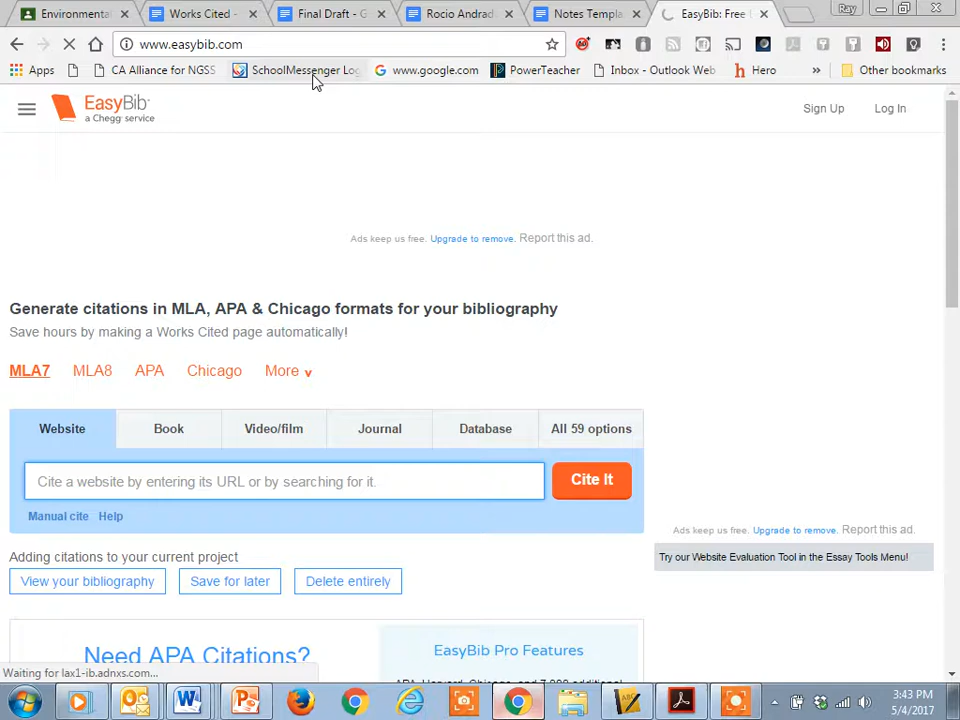 Environmenta
Works Cited -
Final Draft - G
Rocio Andrad
Notes Templa
EasyBib: Free
Ray
www.easybib.com
Apps
CA Alliance for NGSS
SchoolMessenger Log
www.google.com
PowerTeacher
Inbox - Outlook Web
Hero
»
Other bookmarks
EasyBib
a Chegg service
Sign Up
Log In
Ads keep us free. Upgrade to remove. Report this ad.
Generate citations in MLA, APA & Chicago formats for your bibliography
Save hours by making a Works Cited page automatically!
MLA7 MLA8 APA Chicago More v
Website Book Video/film Journal Database All 59 options
Cite a website by entering its URL or by searching for it.
Cite It
Manual cite Help
Ads keep us free. Upgrade to remove. Report this ad.
Try our Website Evaluation Tool in the Essay Tools Menu!
Adding citations to your current project
View your bibliography Save for later Delete entirely
Need APA Citations?
EasyBib Pro Features
Waiting for lax1-ib.adnxs.com...
3:43 PM
5/4/2017